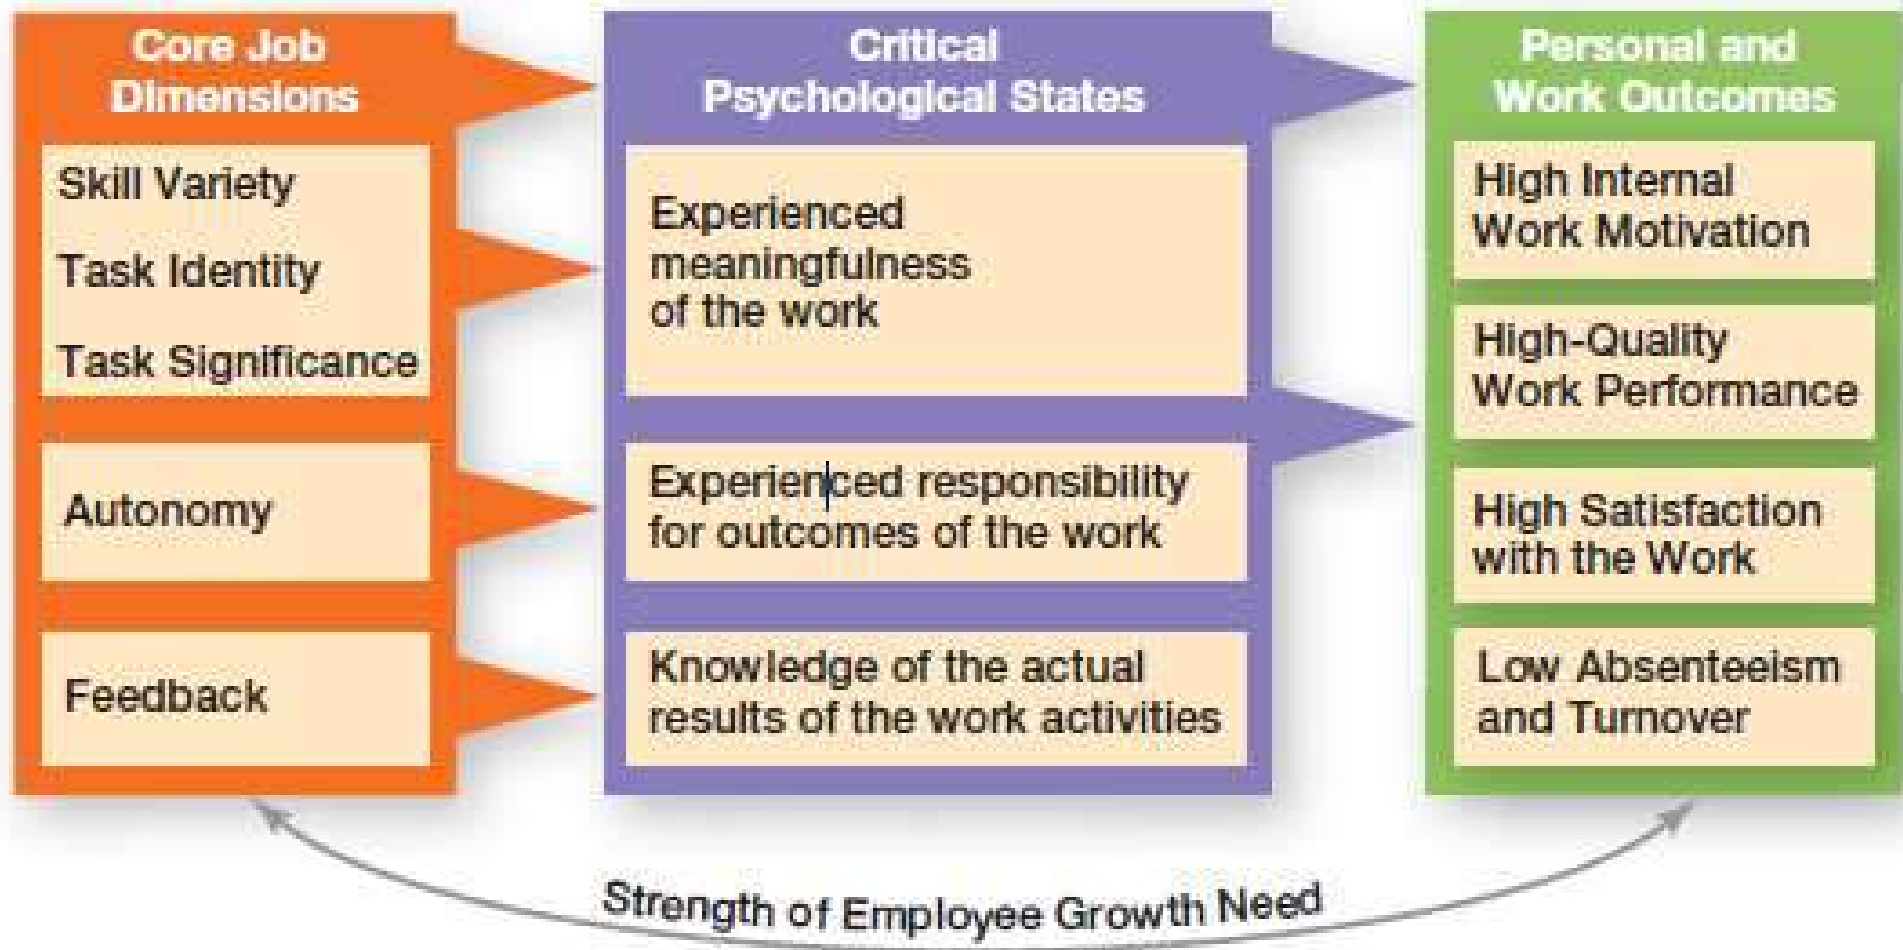 Core Job
Dimensions
Skill Variety
Task Identity
Task Significance
Autonomy
Feedback
Critical
Psychological States
Experienced
meaningfulness
of the work
Experienced responsibility
for outcomes of the work
Knowledge of the actual
results of the work activities
Personal and
Work Outcomes
High Internal
Work Motivation
High-Quality
Work Performance
High Satisfaction
with the Work
Low Absenteeism
and Turnover
Strength of Employee Growth Need